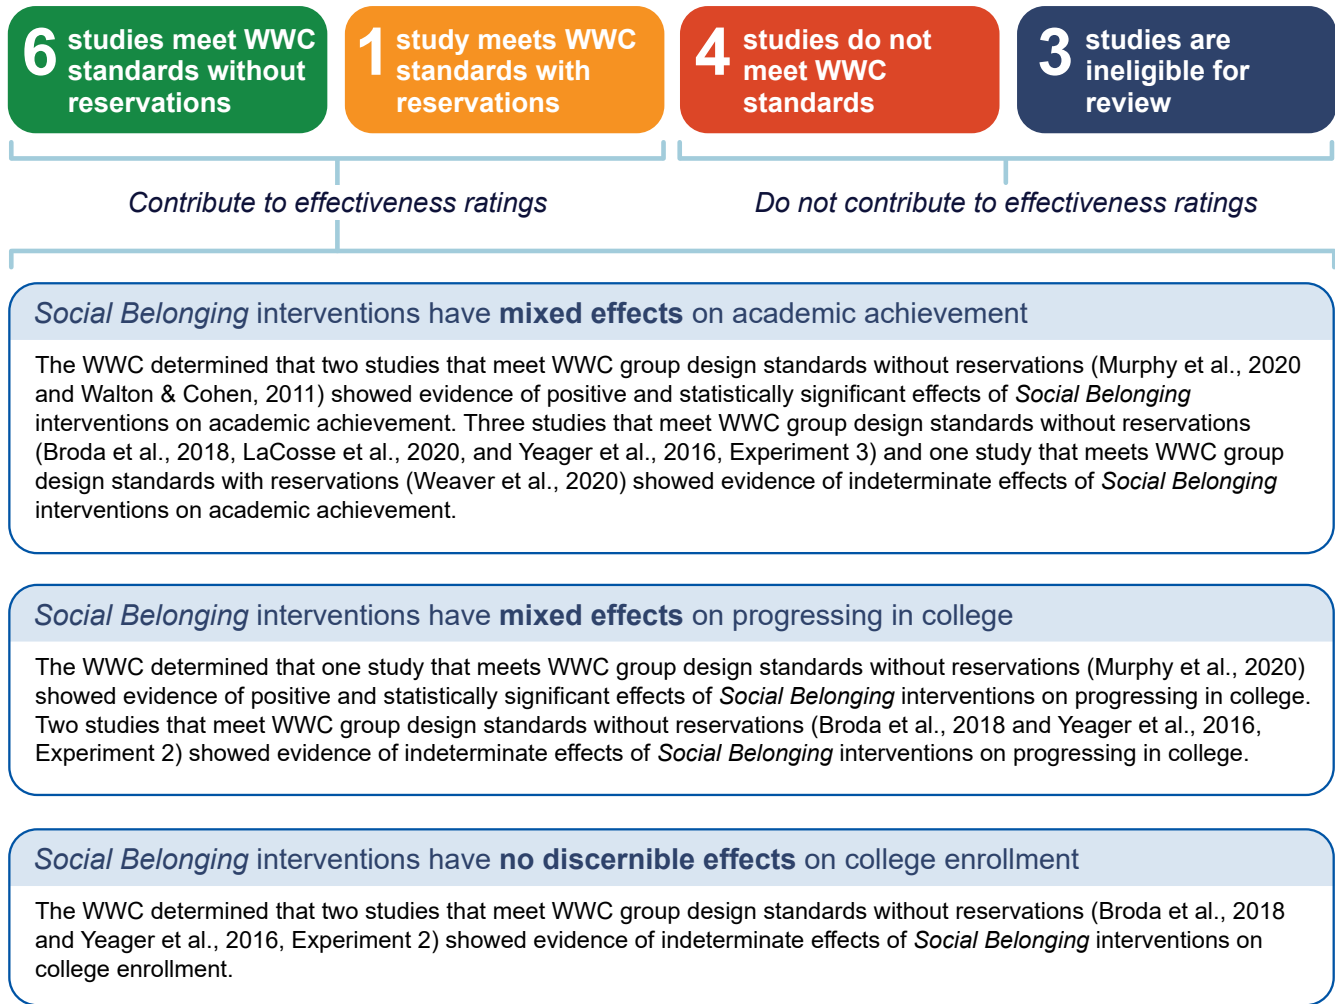 6 studies meet WWC
standards without
reservations
1 study meets WWC
standards with
reservations
4 studies do not
meet WWC
standards
3 studies are
ineligible for
review
Contribute to effectiveness ratings
Do not contribute to effectiveness ratings
Social Belonging interventions have mixed effects on academic achievement
The WWC determined that two studies that meet WWC group design standards without reservations (Murphy et al., 2020
and Walton & Cohen, 2011) showed evidence of positive and statistically significant effects of Social Belonging
interventions on academic achievement. Three studies that meet WWC group design standards without reservations
(Broda et al., 2018, LaCosse et al., 2020, and Yeager et al., 2016, Experiment 3) and one study that meets WWC group
design standards with reservations (Weaver et al., 2020) showed evidence of indeterminate effects of Social Belonging
interventions on academic achievement.
Social Belonging interventions have mixed effects on progressing in college
The WWC determined that one study that meets WWC group design standards without reservations (Murphy et al., 2020)
showed evidence of positive and statistically significant effects of Social Belonging interventions on progressing in college.
Two studies that meet WWC group design standards without reservations (Broda et al., 2018 and Yeager et al., 2016,
Experiment 2) showed evidence of indeterminate effects of Social Belonging interventions on progressing in college.
Social Belonging interventions have no discernible effects on college enrollment
The WWC determined that two studies that meet WWC group design standards without reservations (Broda et al., 2018
and Yeager et al., 2016, Experiment 2) showed evidence of indeterminate effects of Social Belonging interventions on
college enrollment.